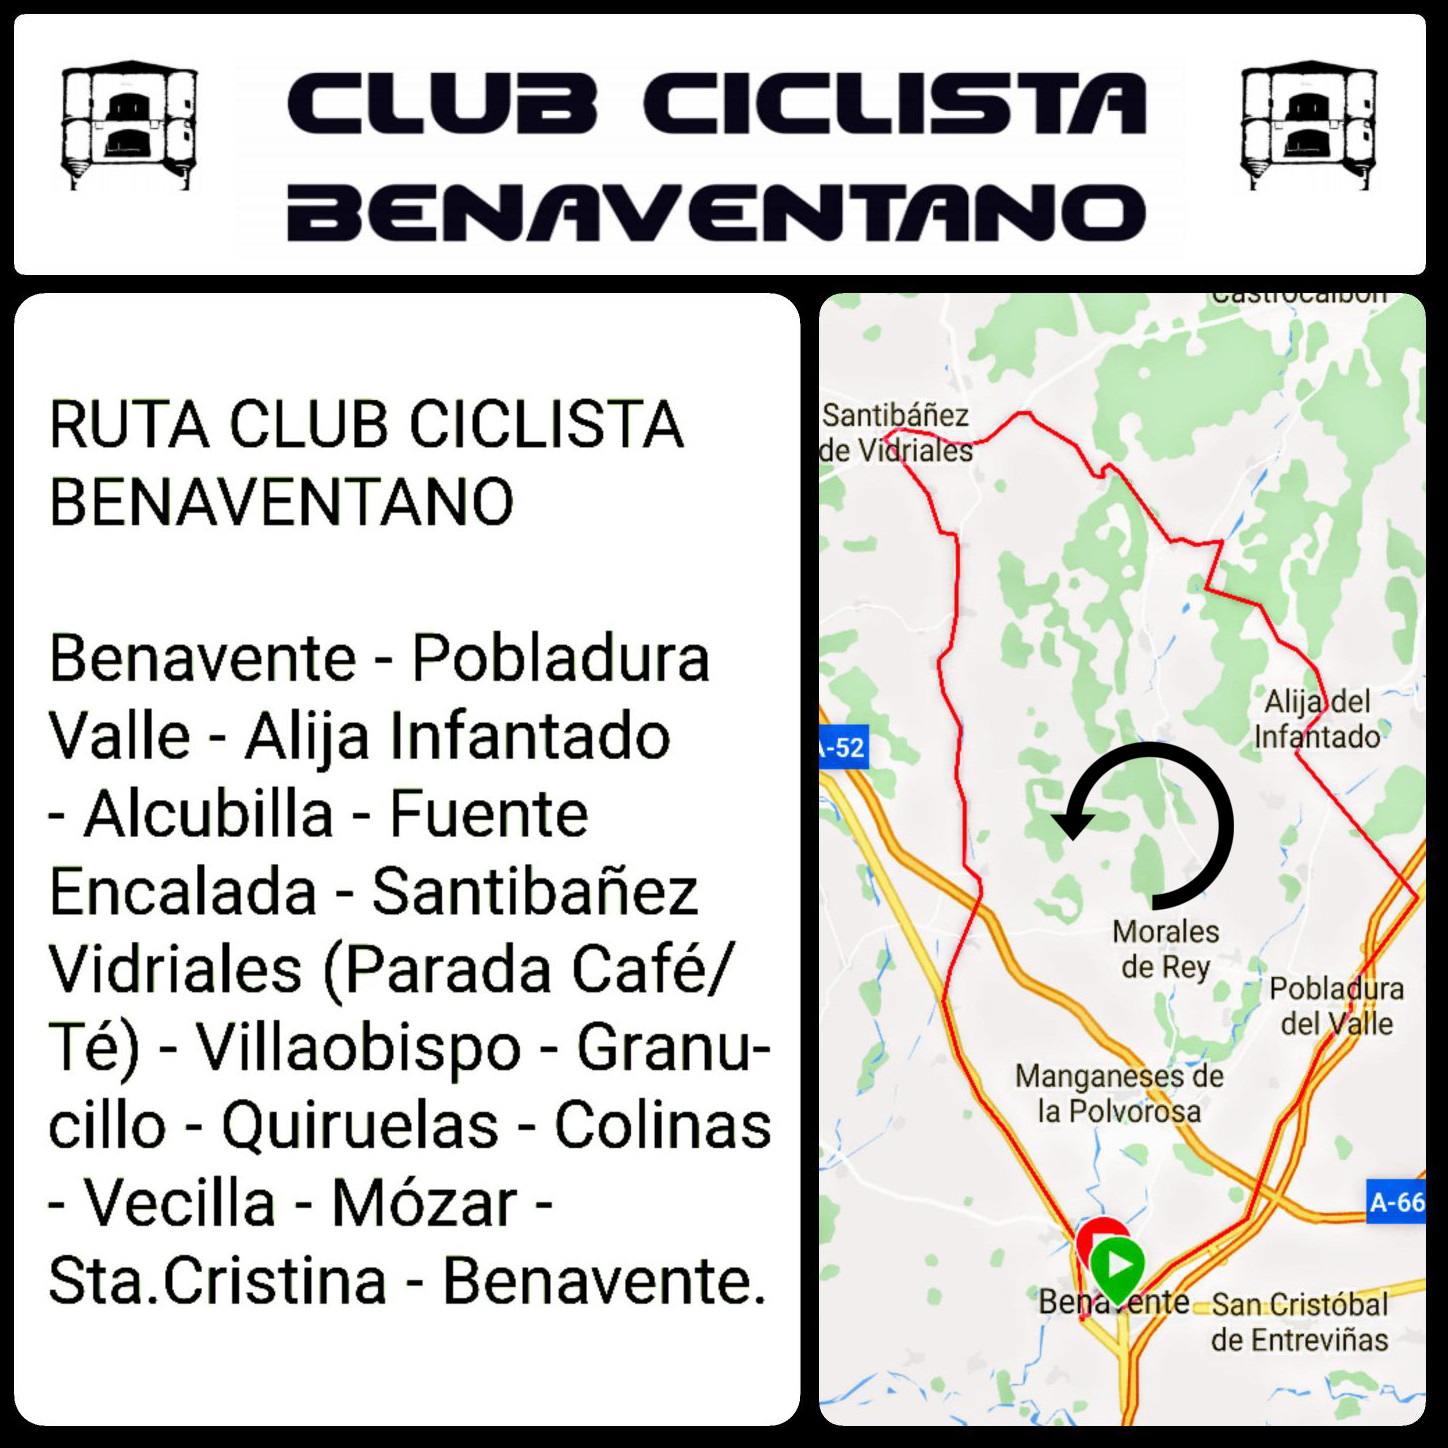 CLUB CICLISTA
BENAVENTANO
RUTA CLUB CICLISTA
BENAVENTANO
Benavente - Pobladura
Valle - Alija Infantado
- Alcubilla - Fuente
Encalada - Santibañez
Vidriales (Parada Café/
Té) - Villaobispo - Granu-
cillo - Quiruelas - Colinas
- Vecilla - Mózar -
Sta.Cristina - Benavente.
Castrocalbón
Santibáñez
de Vidriales
Alija del
Infantado
A-52
Morales
de Rey
Pobladura
del Valle
Manganeses de
la Polvorosa
A-66
Benavente
San Cristóbal
de Entreviñas